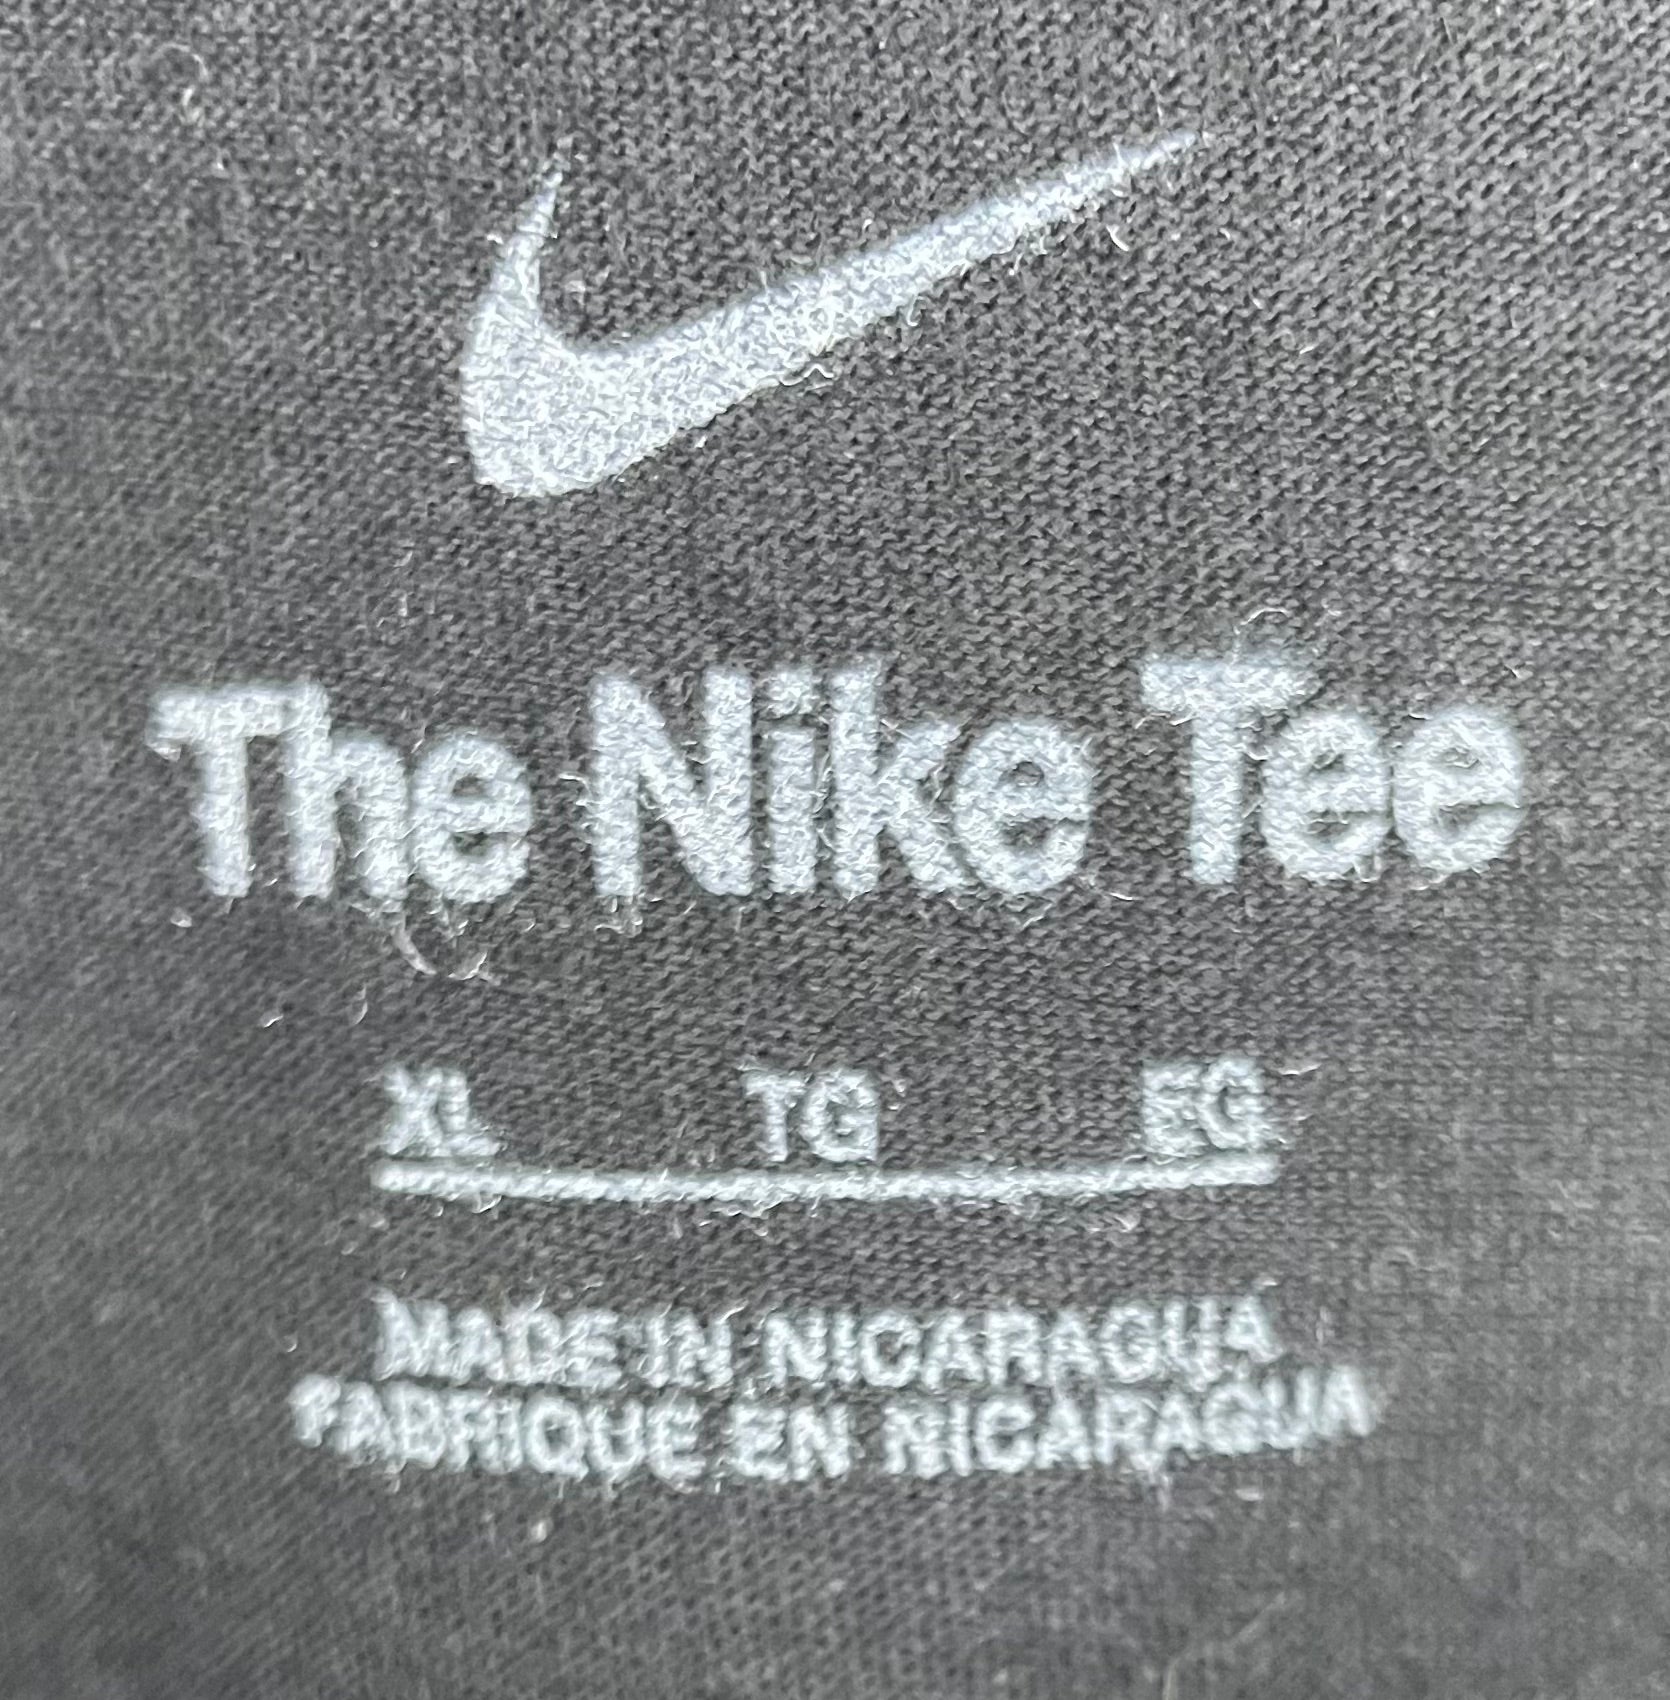 The Nike Tee
XL TG EG
MADE IN NICARAGUA
FABRIQUE EN NICARAGUA